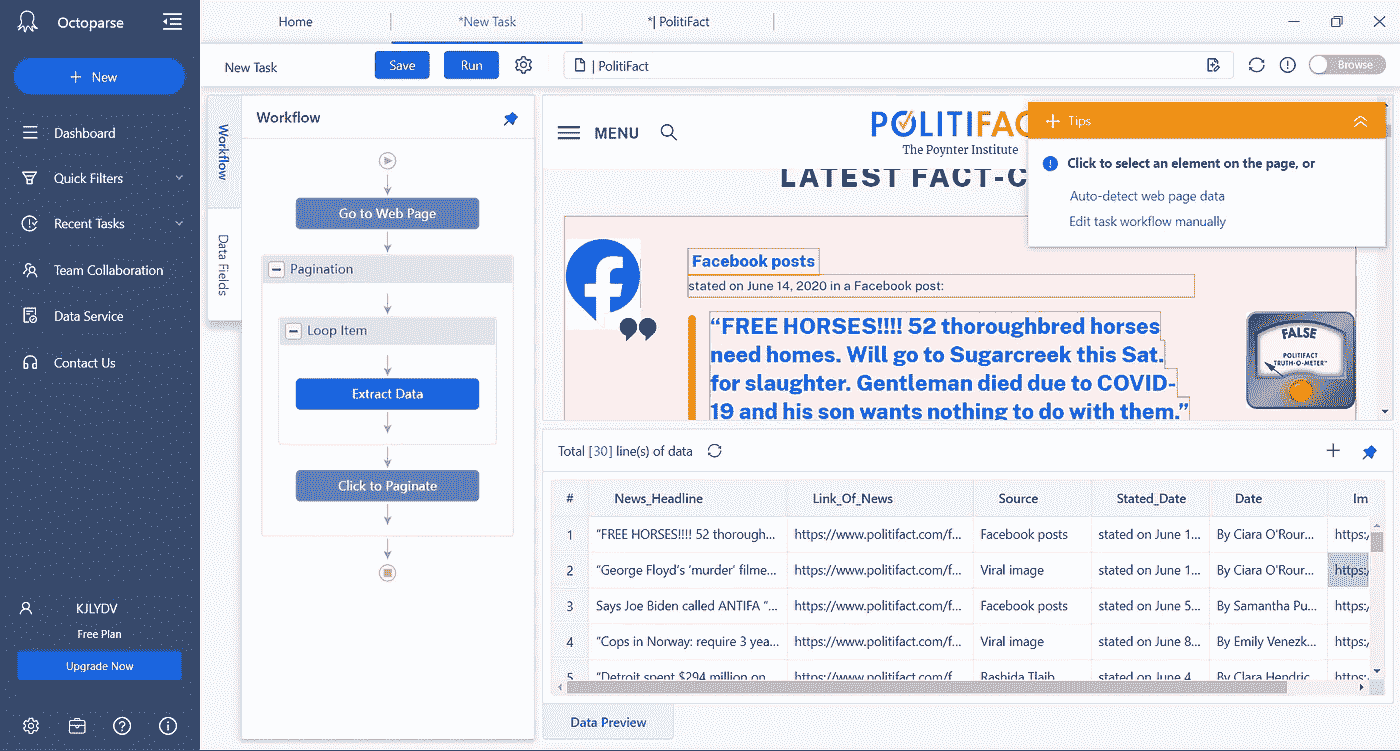 Octoparse
Home
*New Task
*| PolitiFact
New
New Task
Save
Run
| PolitiFact
Browse
Dashboard
Quick Filters
Recent Tasks
Team Collaboration
Data Service
Contact Us
KJLYDV
Free Plan
Upgrade Now
Workflow
Data Fields
Workflow
Go to Web Page
Pagination
Loop Item
Extract Data
Click to Paginate
MENU
POLITIFAC
The Poynter Institute
LATEST FACT-C
Tips
Click to select an element on the page, or
Auto-detect web page data
Edit task workflow manually
Facebook posts
stated on June 14, 2020 in a Facebook post:
“FREE HORSES!!!! 52 thoroughbred horses
need homes. Will go to Sugarcreek this Sat.
for slaughter. Gentleman died due to COVID-
19 and his son wants nothing to do with them.”
FALSE
POLITIFACT
TRUTH-O-METER™
Total [30] line(s) of data
# News_Headline Link_Of_News Source Stated_Date Date Im
1 “FREE HORSES!!!! 52 thorough... https://www.politifact.com/f... Facebook posts stated on June 1... By Ciara O'Rour... https:/
2 “George Floyd’s ‘murder’ filme... https://www.politifact.com/f... Viral image stated on June 1... By Ciara O'Rour... https:/
3 Says Joe Biden called ANTIFA “... https://www.politifact.com/f... Facebook posts stated on June 5... By Samantha Pu... https:/
4 “Cops in Norway: require 3 yea... https://www.politifact.com/f... Viral image stated on June 8... By Emily Venezk... https:/
5 “Detroit spent $294 million on https://www.politifact.com/f... Rashida Tlaib stated on June 4 By Clara Hendric https:/
Data Preview